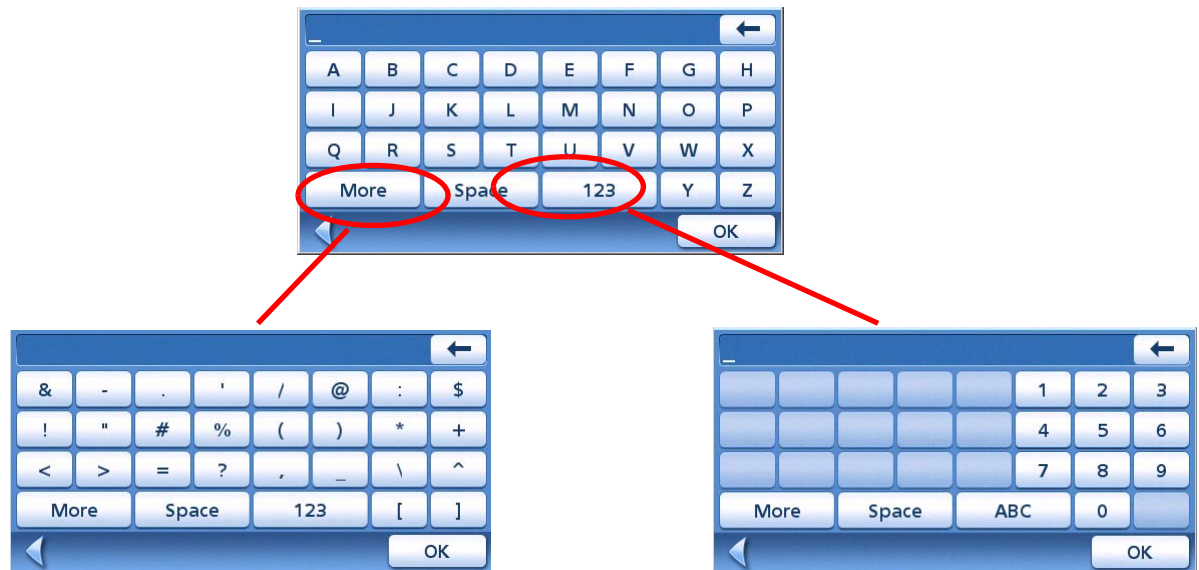 _
A B C D E F G H
I J K L M N O P
Q R S T U V W X
More Space 123 Y Z
OK
& - . ' / @ : $
! " # % ( ) * +
< > = ? , _ \ ^
More Space 123 [ ]
OK
_
1 2 3
4 5 6
7 8 9
More Space ABC 0
OK